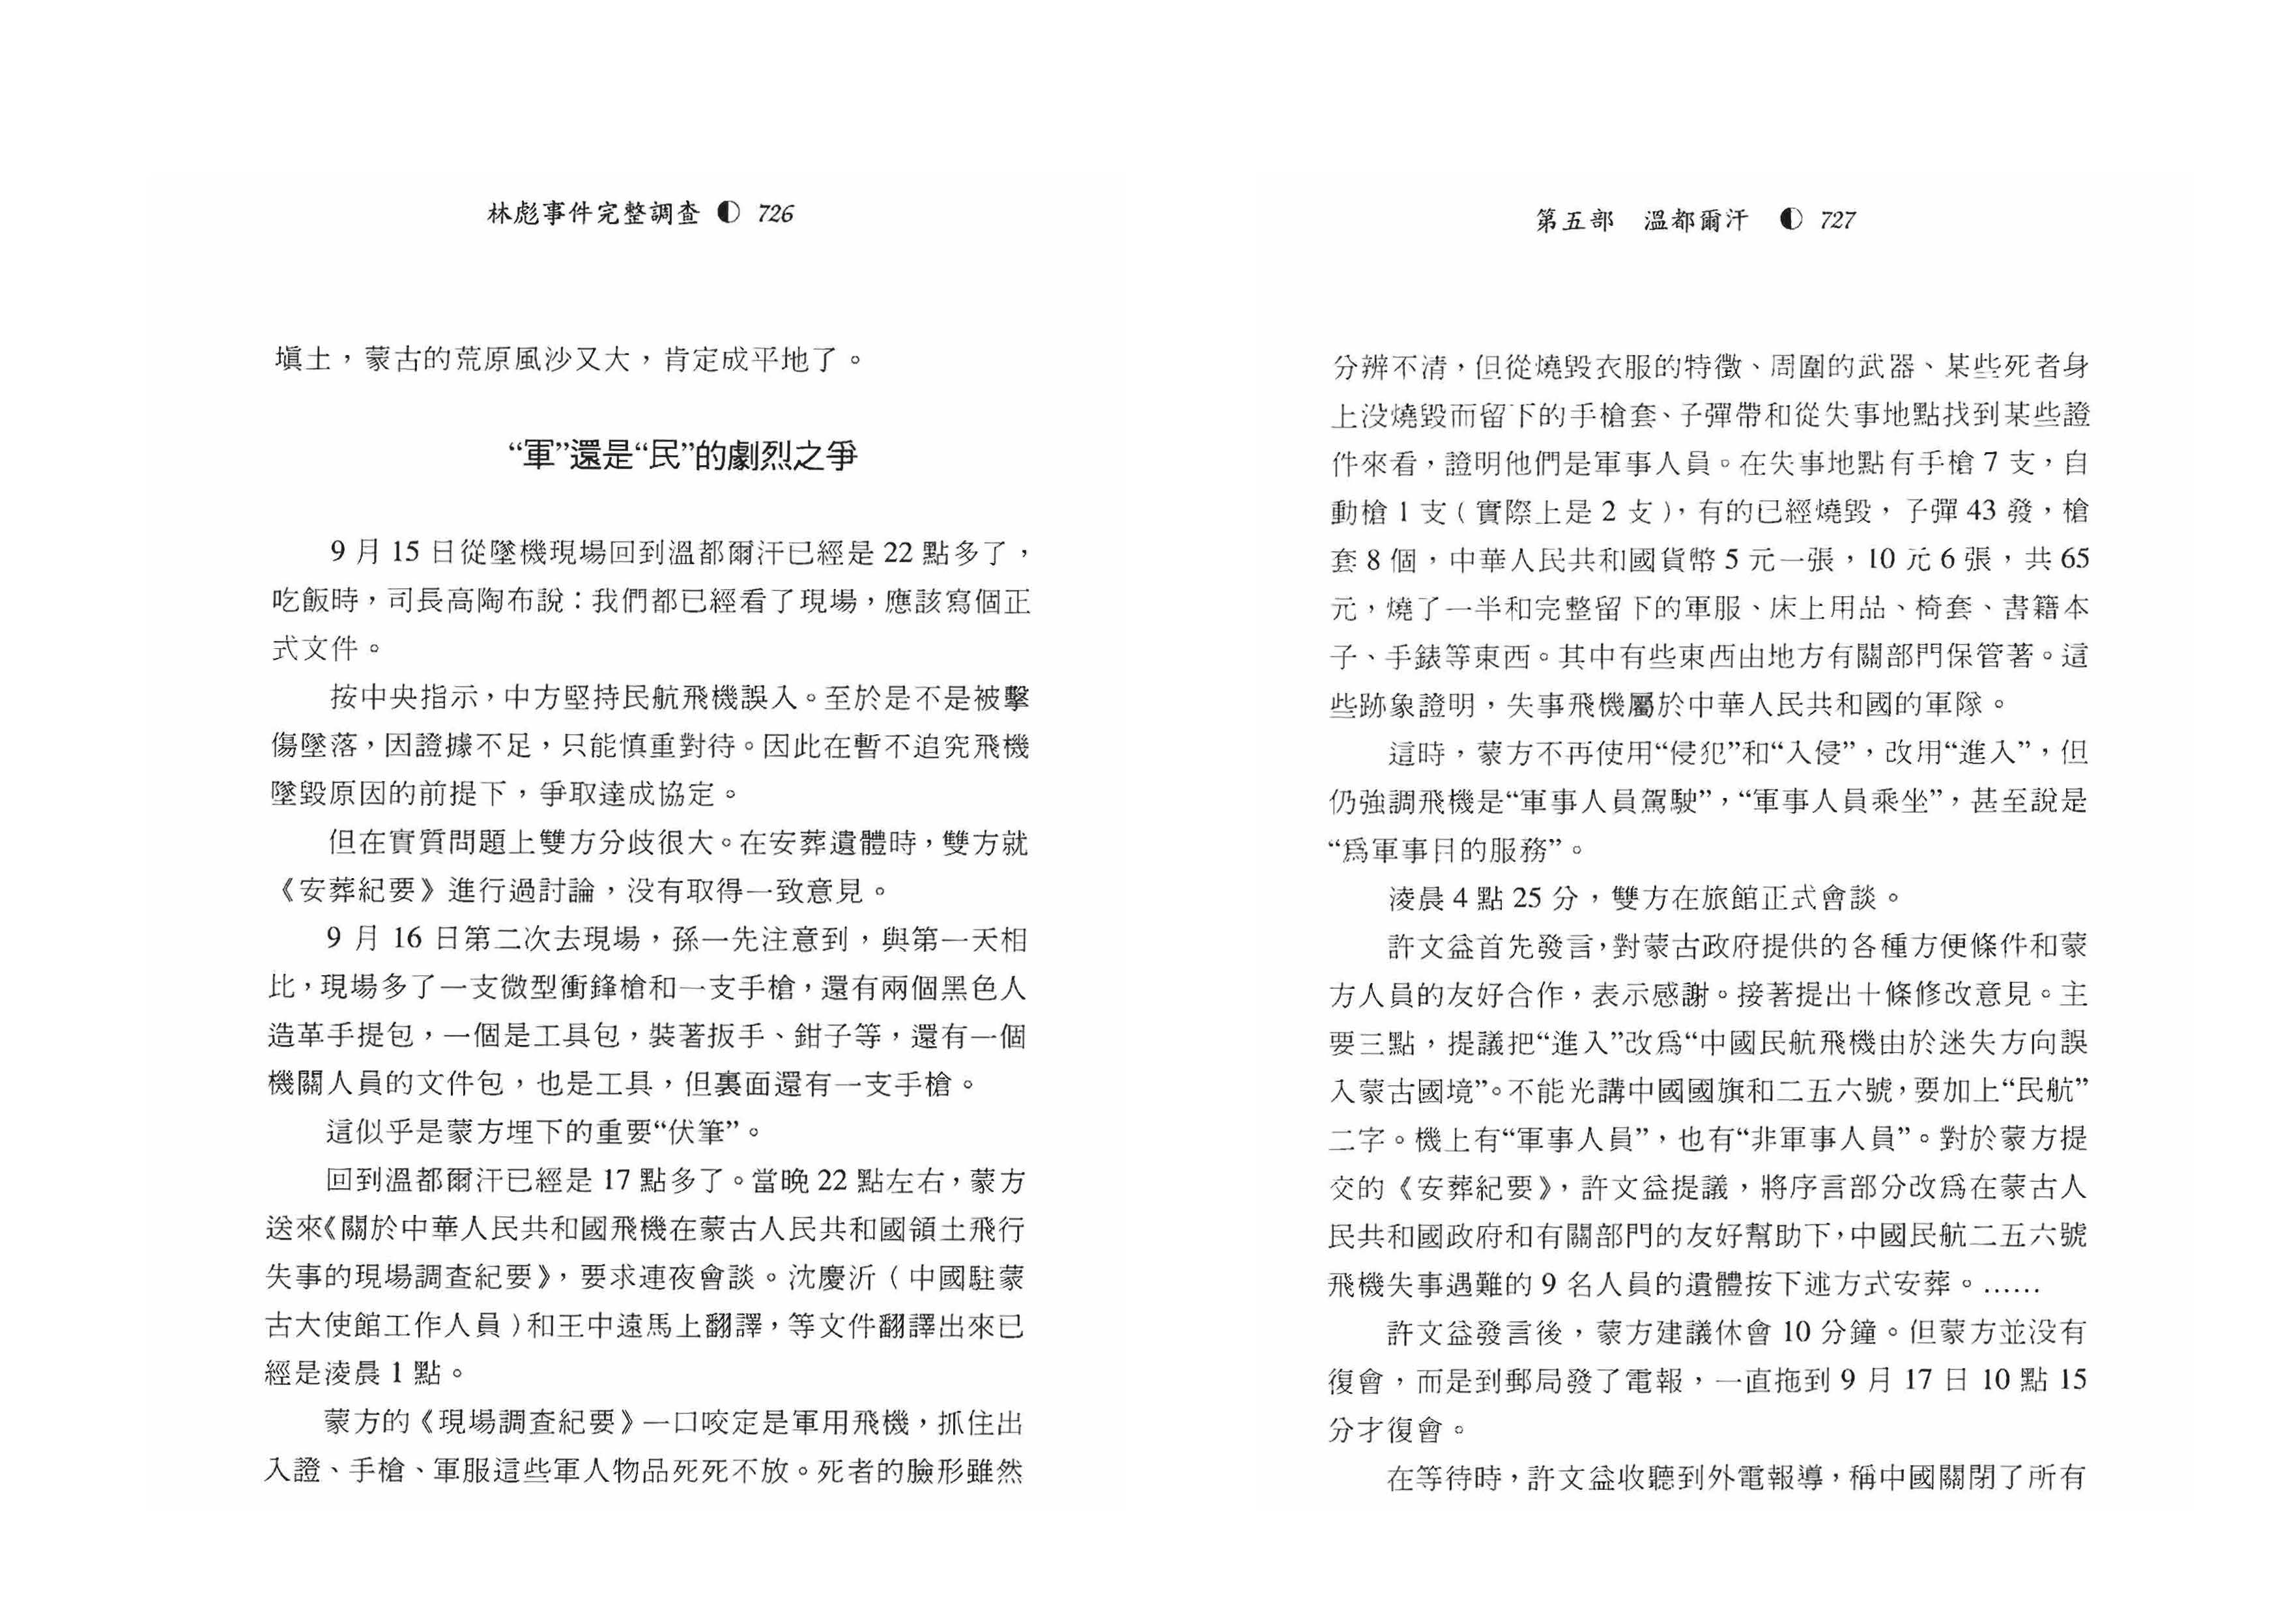 林彪事件完整調查 ◐ 726
塡土，蒙古的荒原風沙又大，肯定成平地了。
“軍”還是“民”的劇烈之爭
9 月 15 日從墜機現場回到溫都爾汗已經是 22 點多了，
吃飯時，司長高陶布說：我們都已經看了現場，應該寫個正
式文件。
按中央指示，中方堅持民航飛機誤入。至於是不是被擊
傷墜落，因證據不足，只能慎重對待。因此在暫不追究飛機
墜毀原因的前提下，爭取達成協定。
但在實質問題上雙方分歧很大。在安葬遺體時，雙方就
《安葬紀要》進行過討論，没有取得一致意見。
9 月 16 日第二次去現場，孫一先注意到，與第一天相
比，現場多了一支微型衝鋒槍和一支手槍，還有兩個黑色人
造革手提包，一個是工具包，裝著扳手、鉗子等，還有一個
機關人員的文件包，也是工具，但裏面還有一支手槍。
這似乎是蒙方埋下的重要“伏筆”。
回到溫都爾汗已經是 17 點多了。當晚 22 點左右，蒙方
送來《關於中華人民共和國飛機在蒙古人民共和國領土飛行
失事的現場調查紀要》，要求連夜會談。沈慶沂（中國駐蒙
古大使館工作人員）和王中遠馬上翻譯，等文件翻譯出來已
經是淩晨 1 點。
蒙方的《現場調查紀要》一口咬定是軍用飛機，抓住出
入證、手槍、軍服這些軍人物品死死不放。死者的臉形雖然
第五部　溫都爾汗 ◐ 727
分辨不清，但從燒毀衣服的特徵、周圍的武器、某些死者身
上没燒毀而留下的手槍套、子彈帶和從失事地點找到某些證
件來看，證明他們是軍事人員。在失事地點有手槍 7 支，自
動槍 1 支（實際上是 2 支），有的已經燒毀，子彈 43 發，槍
套 8 個，中華人民共和國貨幣 5 元一張，10 元 6 張，共 65
元，燒了一半和完整留下的軍服、床上用品、椅套、書籍本
子、手錶等東西。其中有些東西由地方有關部門保管著。這
些跡象證明，失事飛機屬於中華人民共和國的軍隊。
這時，蒙方不再使用“侵犯”和“入侵”，改用“進入”，但
仍強調飛機是“軍事人員駕駛”，“軍事人員乘坐”，甚至說是
“爲軍事目的服務”。
淩晨 4 點 25 分，雙方在旅館正式會談。
許文益首先發言，對蒙古政府提供的各種方便條件和蒙
方人員的友好合作，表示感謝。接著提出十條修改意見。主
要三點，提議把“進入”改爲“中國民航飛機由於迷失方向誤
入蒙古國境”。不能光講中國國旗和二五六號，要加上“民航”
二字。機上有“軍事人員”，也有“非軍事人員”。對於蒙方提
交的《安葬紀要》，許文益提議，將序言部分改爲在蒙古人
民共和國政府和有關部門的友好幫助下，中國民航二五六號
飛機失事遇難的 9 名人員的遺體按下述方式安葬。……
許文益發言後，蒙方建議休會 10 分鐘。但蒙方並没有
復會，而是到郵局發了電報，一直拖到 9 月 17 日 10 點 15
分才復會。
在等待時，許文益收聽到外電報導，稱中國關閉了所有